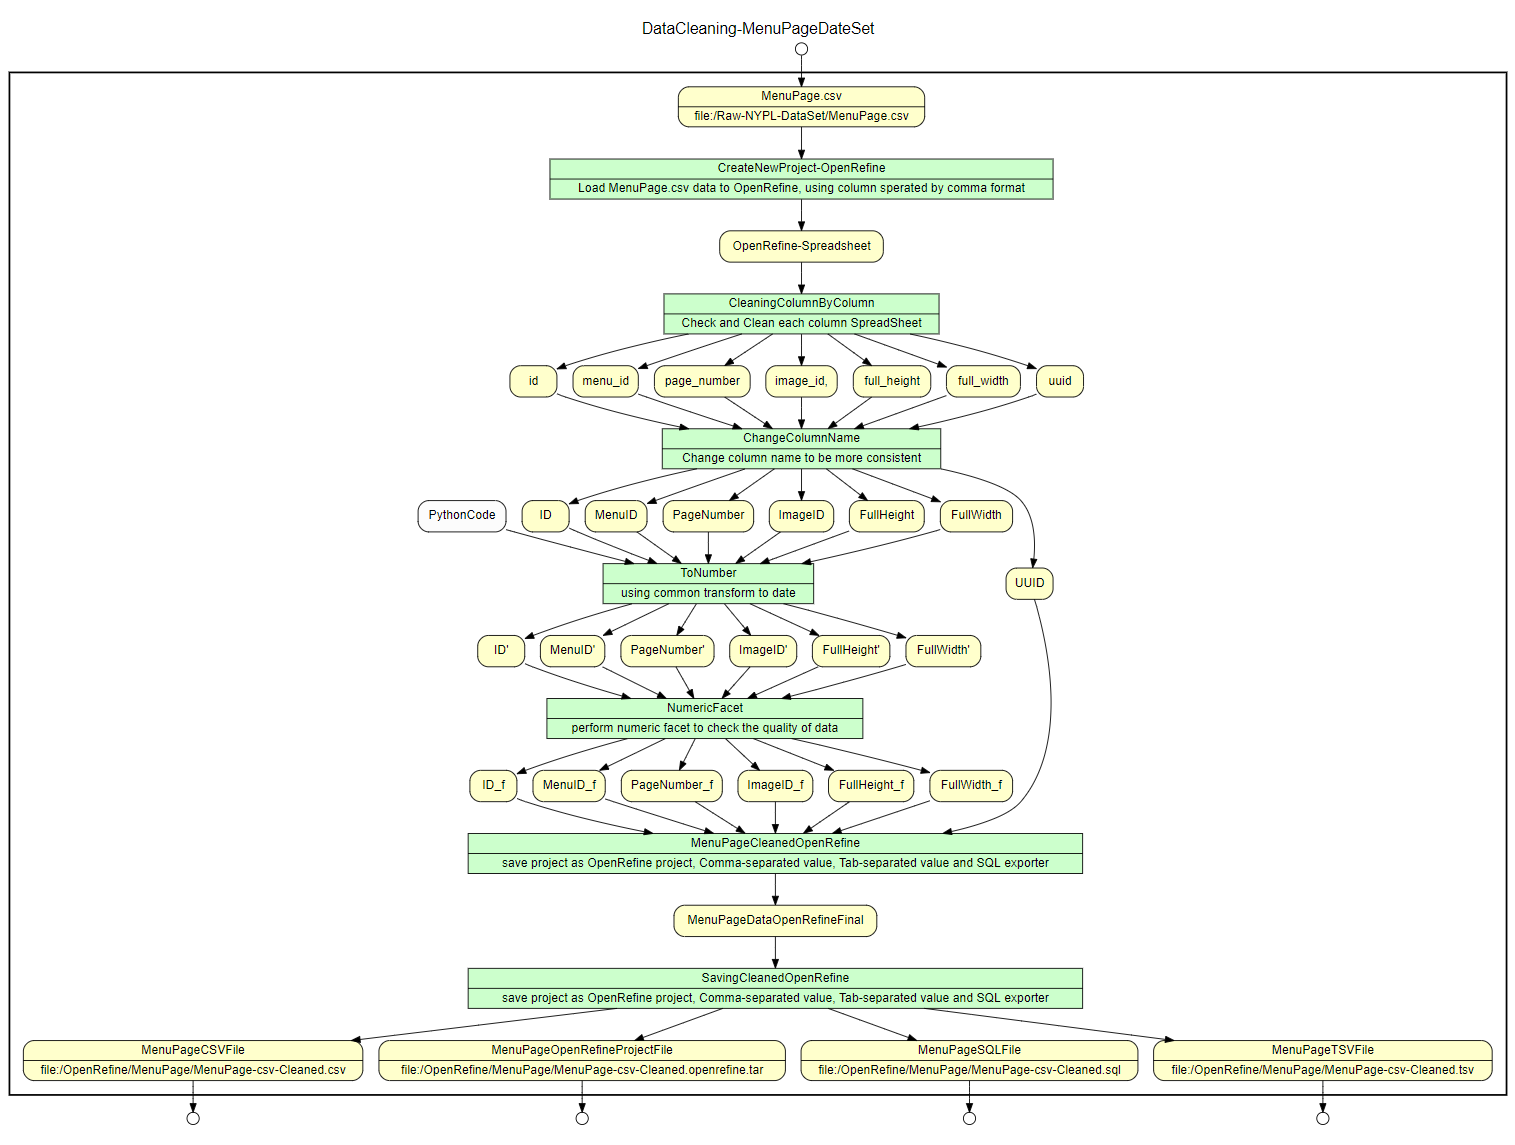 DataCleaning-MenuPageDateSet
MenuPage.csv
file:/Raw-NYPL-DataSet/MenuPage.csv
CreateNewProject-OpenRefine
Load MenuPage.csv data to OpenRefine, using column sperated by comma format
OpenRefine-Spreadsheet
CleaningColumnByColumn
Check and Clean each column SpreadSheet
id menu_id page_number image_id, full_height full_width uuid
ChangeColumnName
Change column name to be more consistent
PythonCode ID MenuID PageNumber ImageID FullHeight FullWidth
ToNumber
using common transform to date
UUID
ID' MenuID' PageNumber' ImageID' FullHeight' FullWidth'
NumericFacet
perform numeric facet to check the quality of data
ID_f MenuID_f PageNumber_f ImageID_f FullHeight_f FullWidth_f
MenuPageCleanedOpenRefine
save project as OpenRefine project, Comma-separated value, Tab-separated value and SQL exporter
MenuPageDataOpenRefineFinal
SavingCleanedOpenRefine
save project as OpenRefine project, Comma-separated value, Tab-separated value and SQL exporter
MenuPageCSVFile
file:/OpenRefine/MenuPage/MenuPage-csv-Cleaned.csv
MenuPageOpenRefineProjectFile
file:/OpenRefine/MenuPage/MenuPage-csv-Cleaned.openrefine.tar
MenuPageSQLFile
file:/OpenRefine/MenuPage/MenuPage-csv-Cleaned.sql
MenuPageTSVFile
file:/OpenRefine/MenuPage/MenuPage-csv-Cleaned.tsv